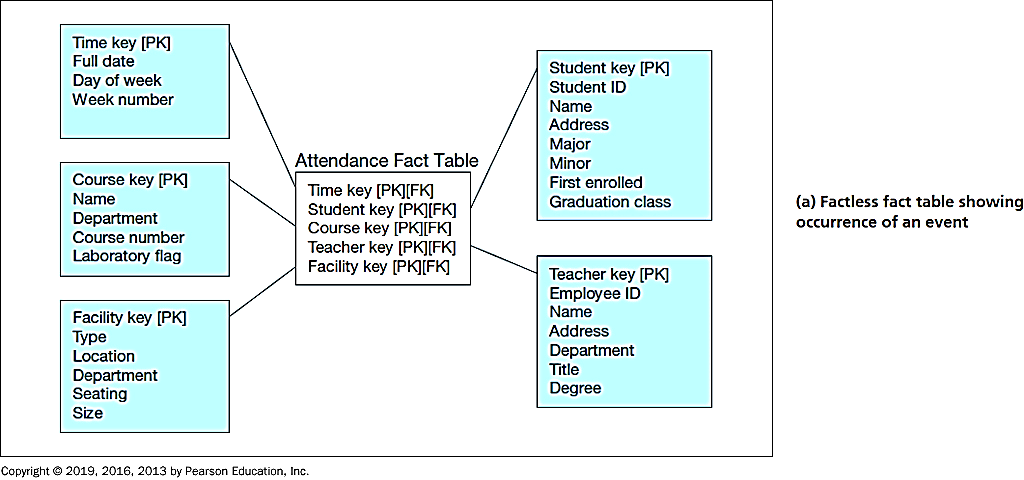 Time key [PK]
Full date
Day of week
Week number
Course key [PK]
Name
Department
Course number
Laboratory flag
Facility key [PK]
Type
Location
Department
Seating
Size
Attendance Fact Table
Time key [PK][FK]
Student key [PK][FK]
Course key [PK][FK]
Teacher key [PK][FK]
Facility key [PK][FK]
Student key [PK]
Student ID
Name
Address
Major
Minor
First enrolled
Graduation class
Teacher key [PK]
Employee ID
Name
Address
Department
Title
Degree
(a) Factless fact table showing
occurrence of an event
Copyright © 2019, 2016, 2013 by Pearson Education, Inc.